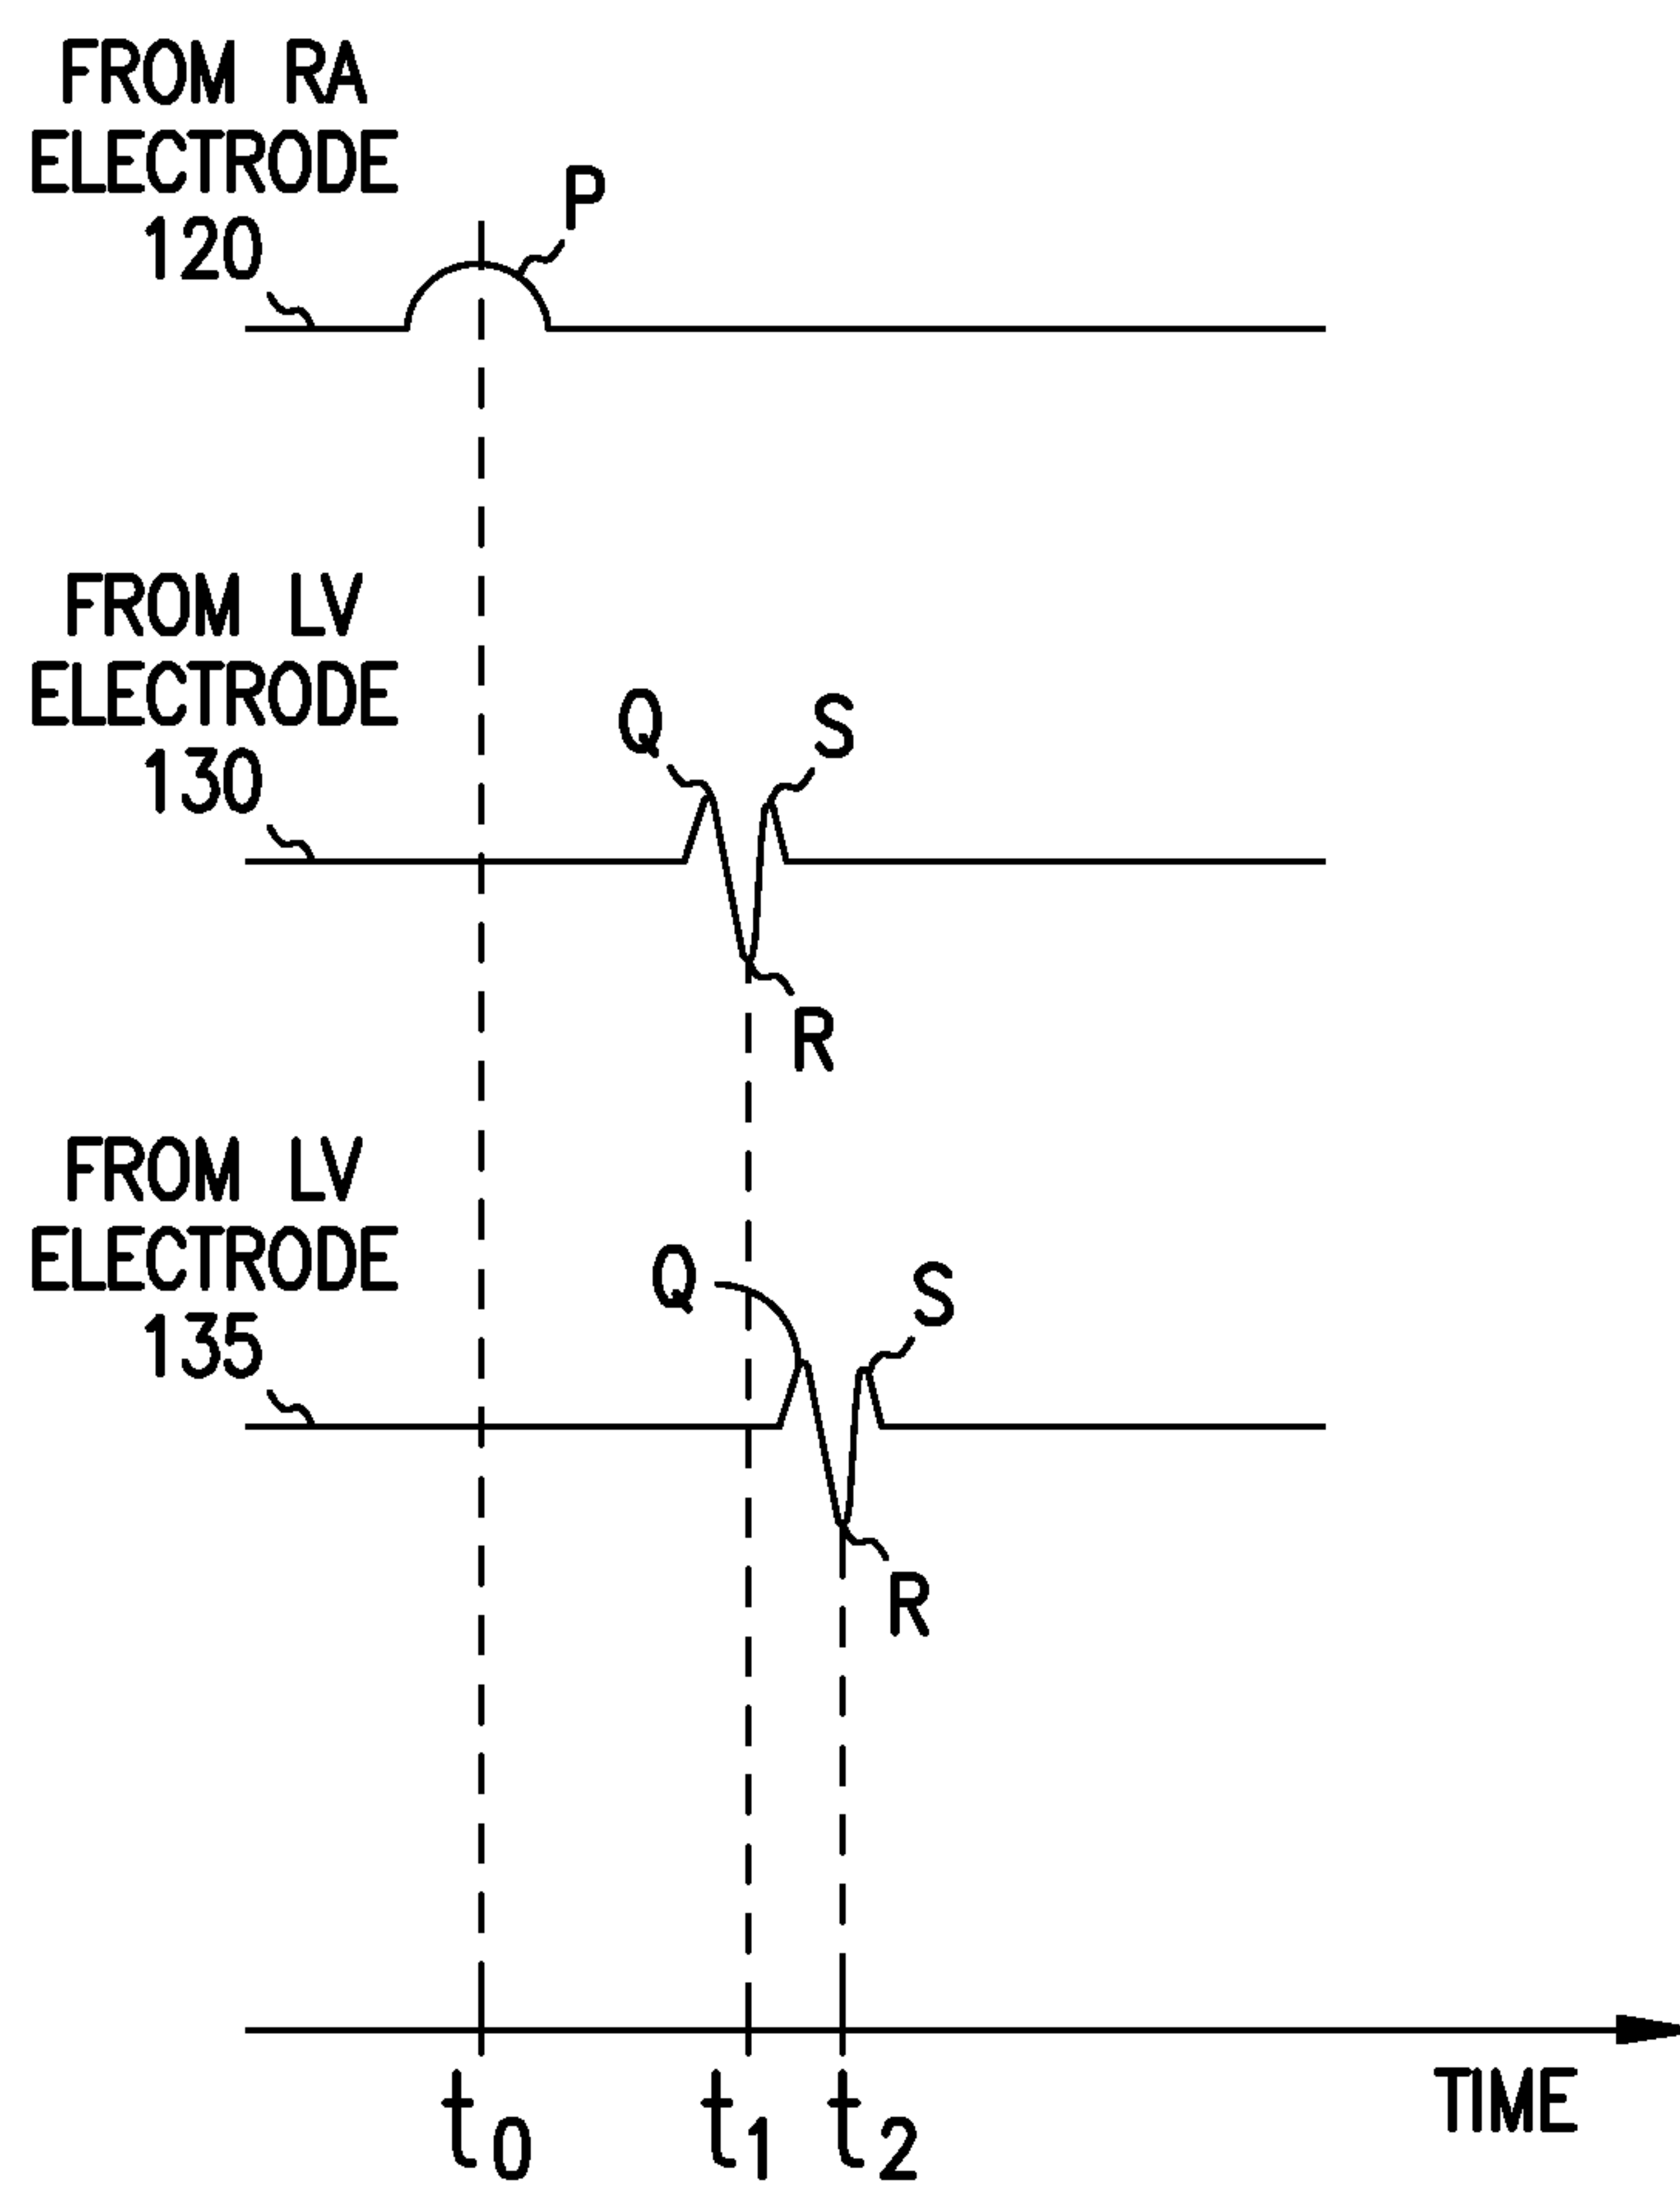 FROM RA
ELECTRODE
120
P
FROM LV
ELECTRODE
130
Q
S
R
FROM LV
ELECTRODE
135
Q
S
R
t0
t1
t2
TIME